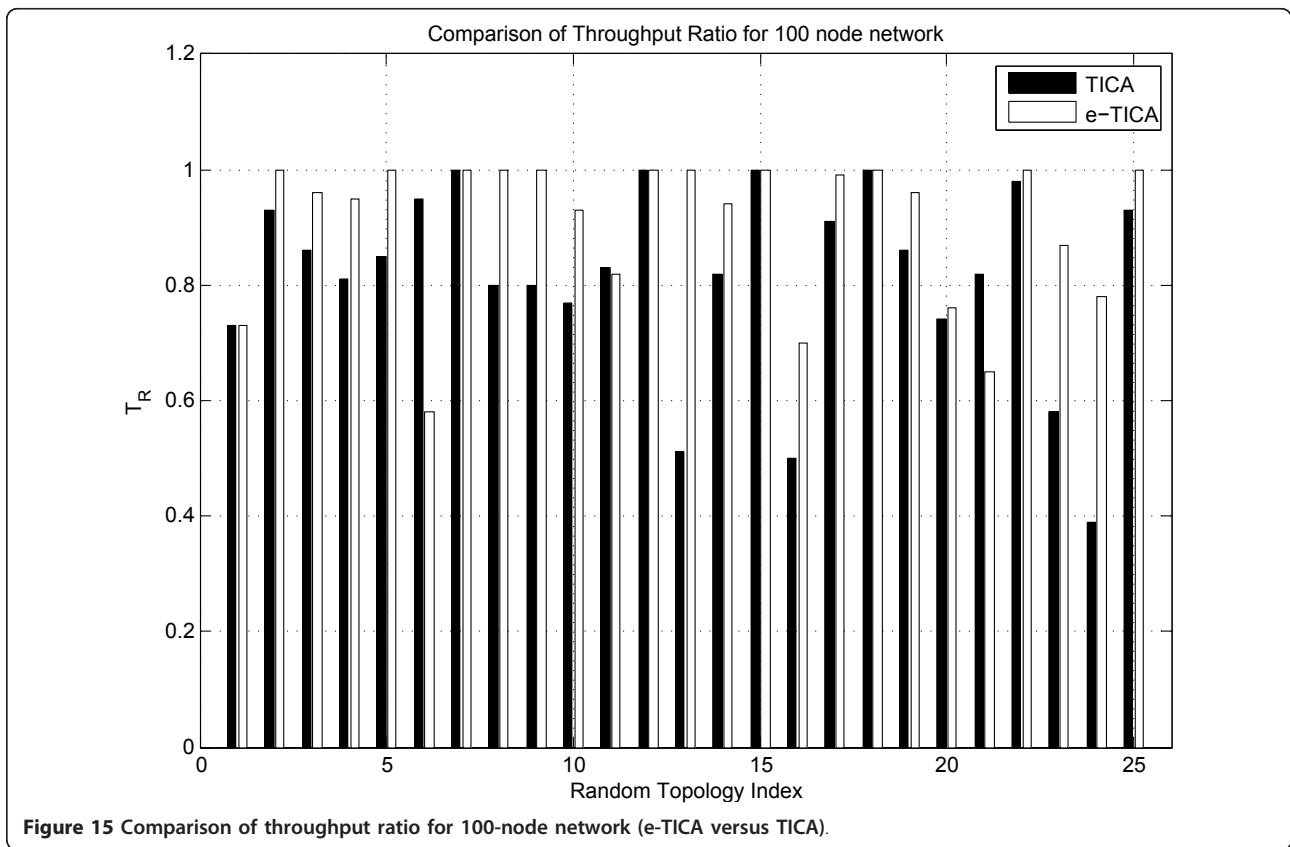 Comparison of Throughput Ratio for 100 node network
1.2
1
0.8
0.6
0.4
0.2
0
T_R
TICA
e−TICA
0 5 10 15 20 25
Random Topology Index
Figure 15 Comparison of throughput ratio for 100-node network (e-TICA versus TICA).